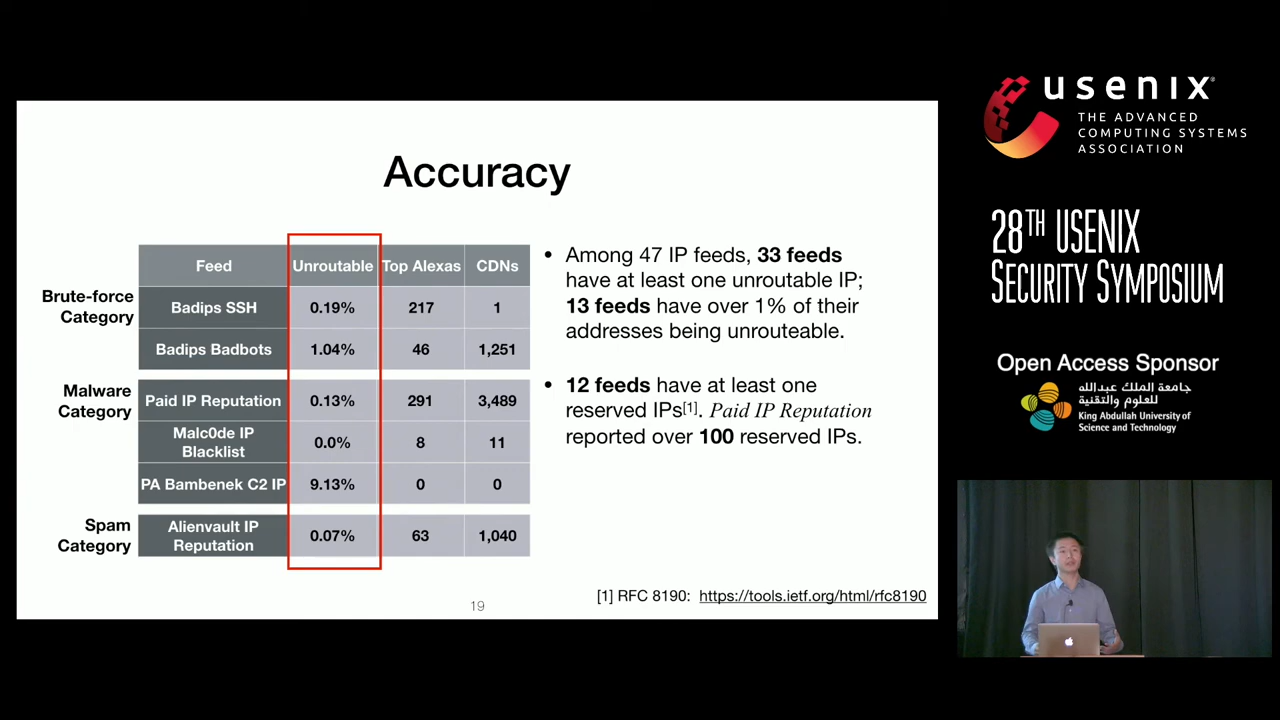 Accuracy
Feed Unroutable Top Alexas CDNs
Brute-force
Category
Badips SSH 0.19% 217 1
Badips Badbots 1.04% 46 1,251
Malware
Category
Paid IP Reputation 0.13% 291 3,489
Malc0de IP
Blacklist 0.0% 8 11
PA Bambenek C2 IP 9.13% 0 0
Spam
Category
Alienvault IP
Reputation 0.07% 63 1,040
• Among 47 IP feeds, 33 feeds
have at least one unroutable IP;
13 feeds have over 1% of their
addresses being unrouteable.
• 12 feeds have at least one
reserved IPs[1]. Paid IP Reputation
reported over 100 reserved IPs.
[1] RFC 8190: https://tools.ietf.org/html/rfc8190
19
usenix
THE ADVANCED
COMPUTING SYSTEMS
ASSOCIATION
28TH USENIX
SECURITY SYMPOSIUM
Open Access Sponsor
جامعة الملك عبدالله
للعلوم والتقنية
King Abdullah University of
Science and Technology